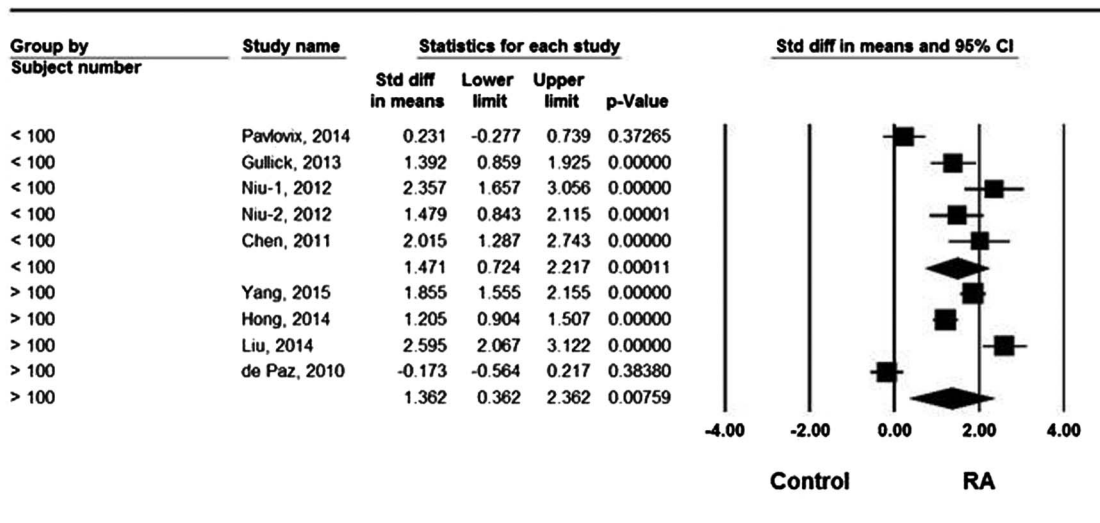 Group by Study name Statistics for each study Std diff in means and 95% CI
Subject number
Std diff Lower Upper
in means limit limit p-Value
< 100 Pavlovix, 2014 0.231 -0.277 0.739 0.37265
< 100 Gullick, 2013 1.392 0.859 1.925 0.00000
< 100 Niu-1, 2012 2.357 1.657 3.056 0.00000
< 100 Niu-2, 2012 1.479 0.843 2.115 0.00001
< 100 Chen, 2011 2.015 1.287 2.743 0.00000
< 100 1.471 0.724 2.217 0.00011
> 100 Yang, 2015 1.855 1.555 2.155 0.00000
> 100 Hong, 2014 1.205 0.904 1.507 0.00000
> 100 Liu, 2014 2.595 2.067 3.122 0.00000
> 100 de Paz, 2010 -0.173 -0.564 0.217 0.38380
> 100 1.362 0.362 2.362 0.00759
-4.00 -2.00 0.00 2.00 4.00
Control RA